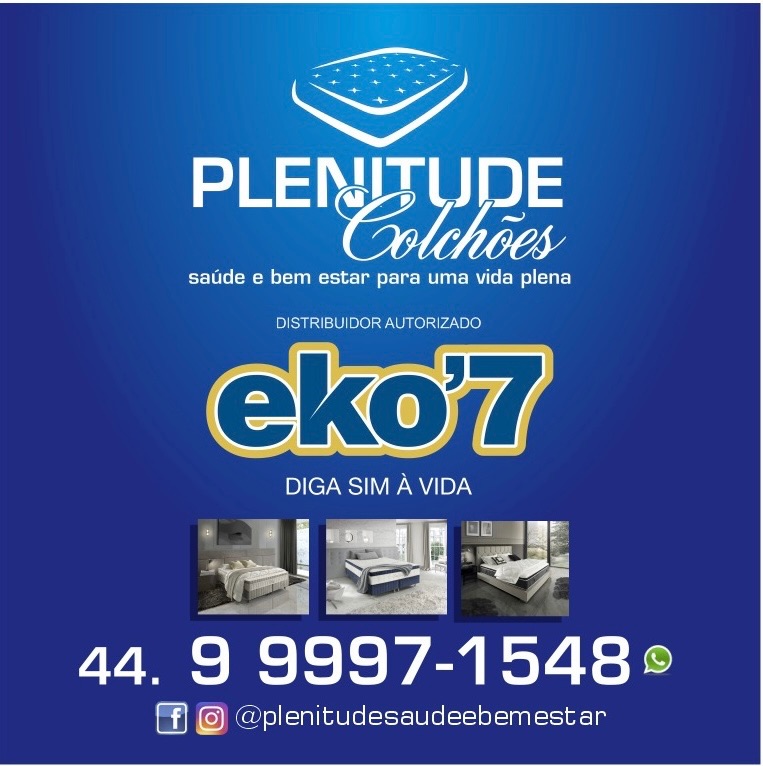 PLENITUDE
Colchões
saúde e bem estar para uma vida plena
DISTRIBUIDOR AUTORIZADO
eko'7
DIGA SIM À VIDA
44. 9 9997-1548
@plenitudesaudeebemestar